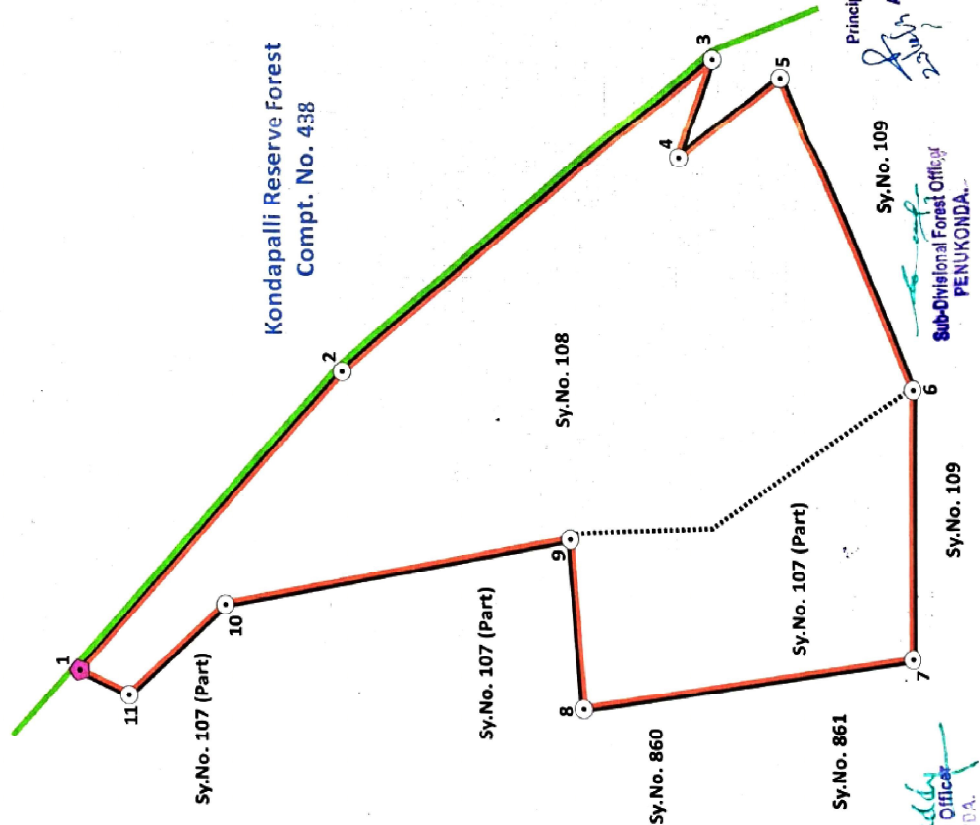 Kondapalli Reserve Forest
Compt. No. 438
1
2
3
4
5
6
7
8
9
10
11
Sy.No. 107 (Part)
Sy.No. 107 (Part)
Sy.No. 107 (Part)
Sy.No. 108
Sy.No. 109
Sy.No. 109
Sy.No. 860
Sy.No. 861
Sub-Divisional Forest Officer
PENUKONDA.
Princip
Officer
DA.